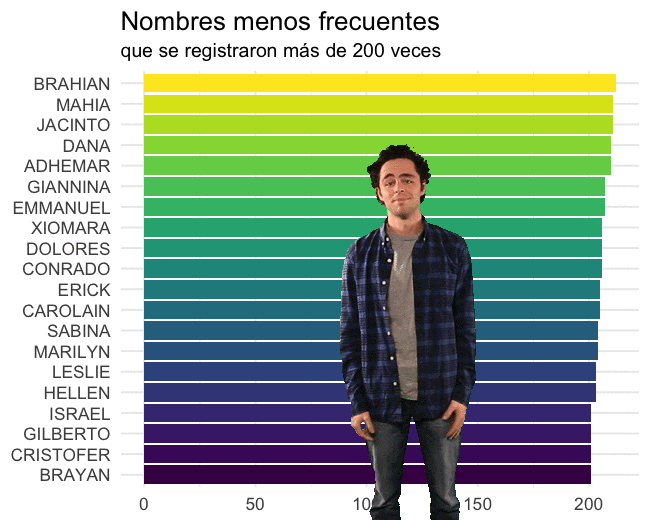 Nombres menos frecuentes
que se registraron más de 200 veces
BRAHIAN
MAHIA
JACINTO
DANA
ADHEMAR
GIANNINA
EMMANUEL
XIOMARA
DOLORES
CONRADO
ERICK
CAROLAIN
SABINA
MARILYN
LESLIE
HELLEN
ISRAEL
GILBERTO
CRISTOFER
BRAYAN
0 50 150 200